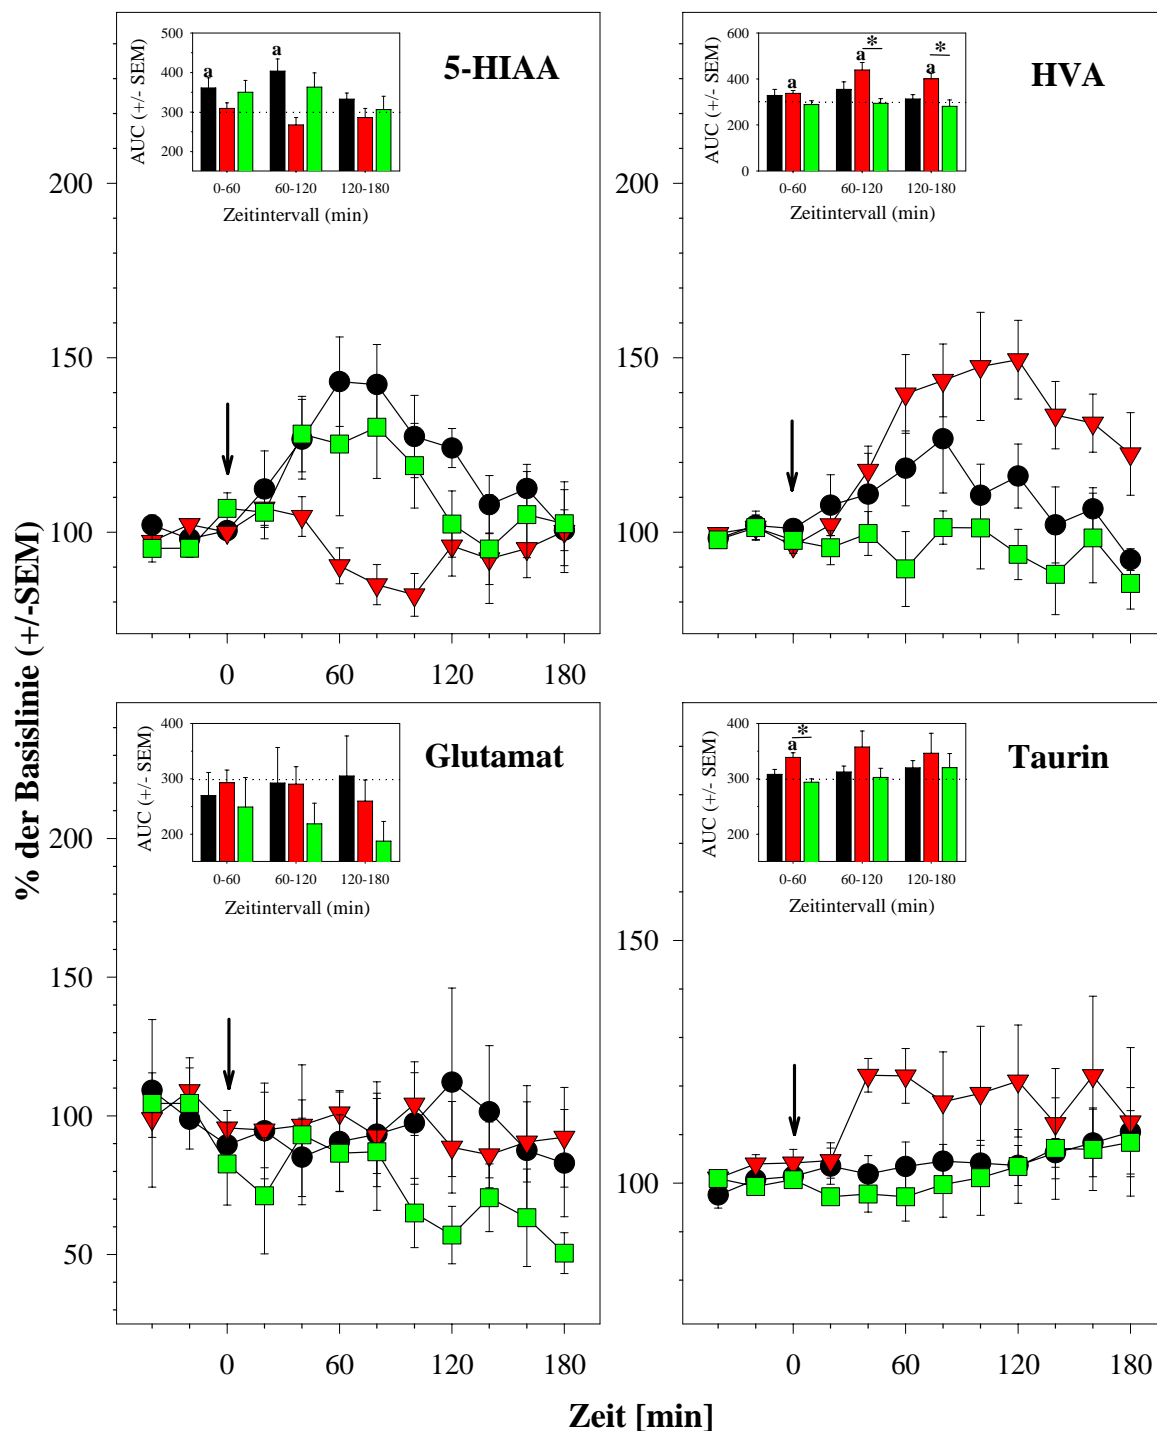 5-HIAA
AUC (+/- SEM)
500
400
300
200
a
a
0-60
60-120
120-180
Zeitintervall (min)
200
150
100
0
60
120
180
HVA
AUC (+/- SEM)
600
400
200
0
a
a
*
a
*
0-60
60-120
120-180
Zeitintervall (min)
200
150
100
0
60
120
180
% der Basislinie (+/-SEM)
Glutamat
AUC (+/- SEM)
400
300
200
0-60
60-120
120-180
Zeitintervall (min)
200
150
100
50
0
60
120
180
Taurin
AUC (+/- SEM)
400
300
200
a
*
0-60
60-120
120-180
Zeitintervall (min)
150
100
0
60
120
180
Zeit [min]